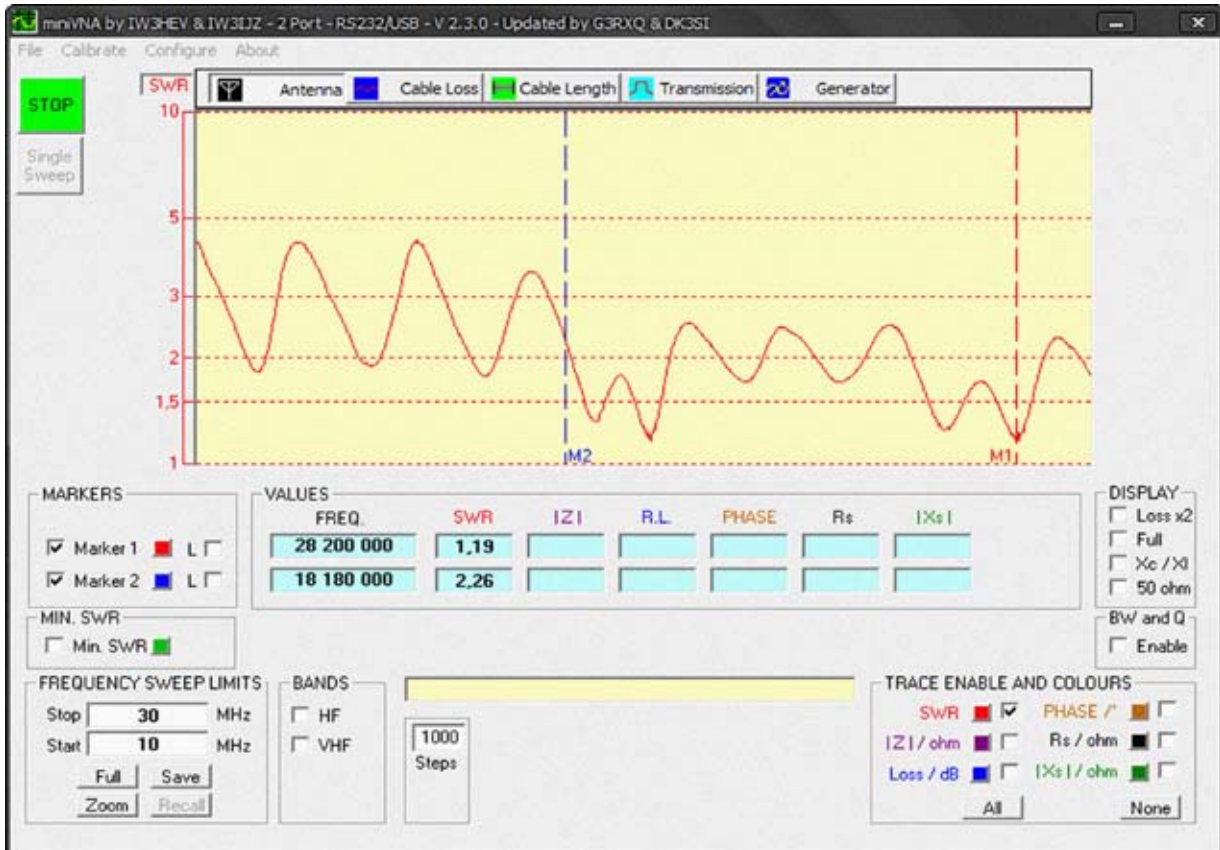 miniVNA by IW3HEV & IW3IJZ - 2 Port - RS232/USB - V 2.3.0 - Updated by G3RXQ & DK3SI
File Calibrate Configure About
STOP
Single
Sweep
SWR
Antenna Cable Loss Cable Length Transmission Generator
10
5
3
2
1,5
1
M2
M1
MARKERS
Marker 1 L
Marker 2 L
VALUES
FREQ. SWR |Z| R.L. PHASE Rs |Xs|
28 200 000 1,19
18 180 000 2,26
DISPLAY
Loss x2
Full
Xc / Xl
50 ohm
MIN. SWR
Min. SWR
BW and Q
Enable
FREQUENCY SWEEP LIMITS
Stop 30 MHz
Start 10 MHz
Full Save
Zoom Recall
BANDS
HF
VHF
1000
Steps
TRACE ENABLE AND COLOURS
SWR PHASE /°
|Z| / ohm Rs / ohm
Loss / dB |Xs| / ohm
All None